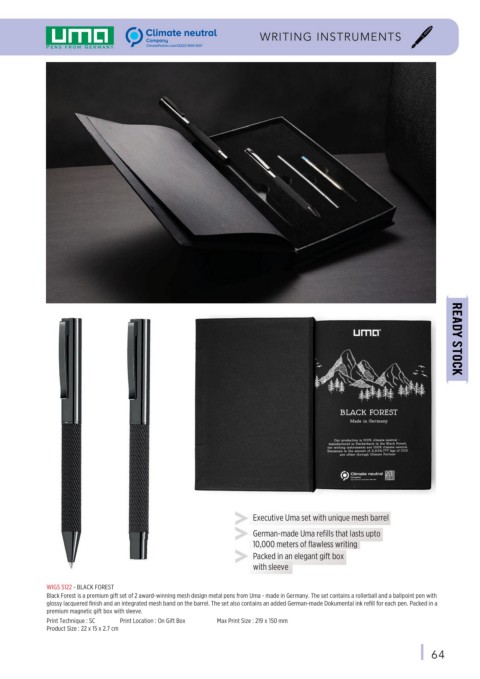 uma
PENS FROM GERMANY
Climate neutral
Company
WRITING INSTRUMENTS
READY STOCK
uma
BLACK FOREST
Made in Germany
Climate neutral
Company
Executive Uma set with unique mesh barrel
German-made Uma refills that lasts upto
10,000 meters of flawless writing
Packed in an elegant gift box
with sleeve
WIGS 5122 - BLACK FOREST
Black Forest is a premium gift set of 2 award-winning mesh design metal pens from Uma - made in Germany. The set contains a rollerball and a ballpoint pen with
glossy lacquered finish and an integrated mesh band on the barrel. The set also contains an added German-made Dokumental ink refill for each pen. Packed in a
premium magnetic gift box with sleeve.
Print Technique : SC Print Location : On Gift Box Max Print Size : 219 x 150 mm
Product Size : 22 x 15 x 2.7 cm
64